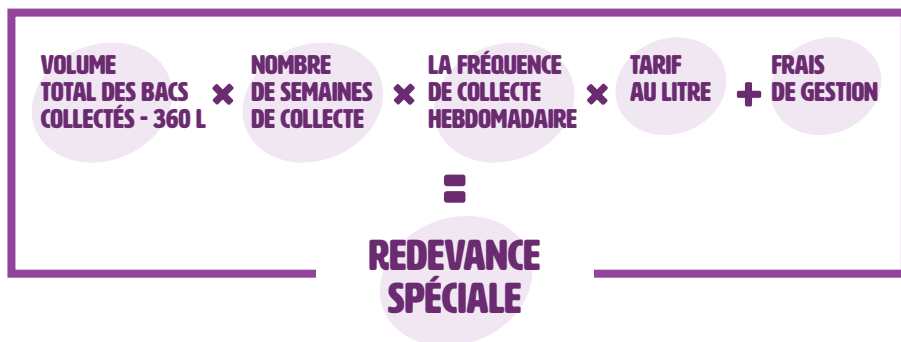 VOLUME
TOTAL DES BACS
COLLECTÉS - 360 L
×
NOMBRE
DE SEMAINES
DE COLLECTE
×
LA FRÉQUENCE
DE COLLECTE
HEBDOMADAIRE
×
TARIF
AU LITRE
+
FRAIS
DE GESTION
=
REDEVANCE
SPÉCIALE